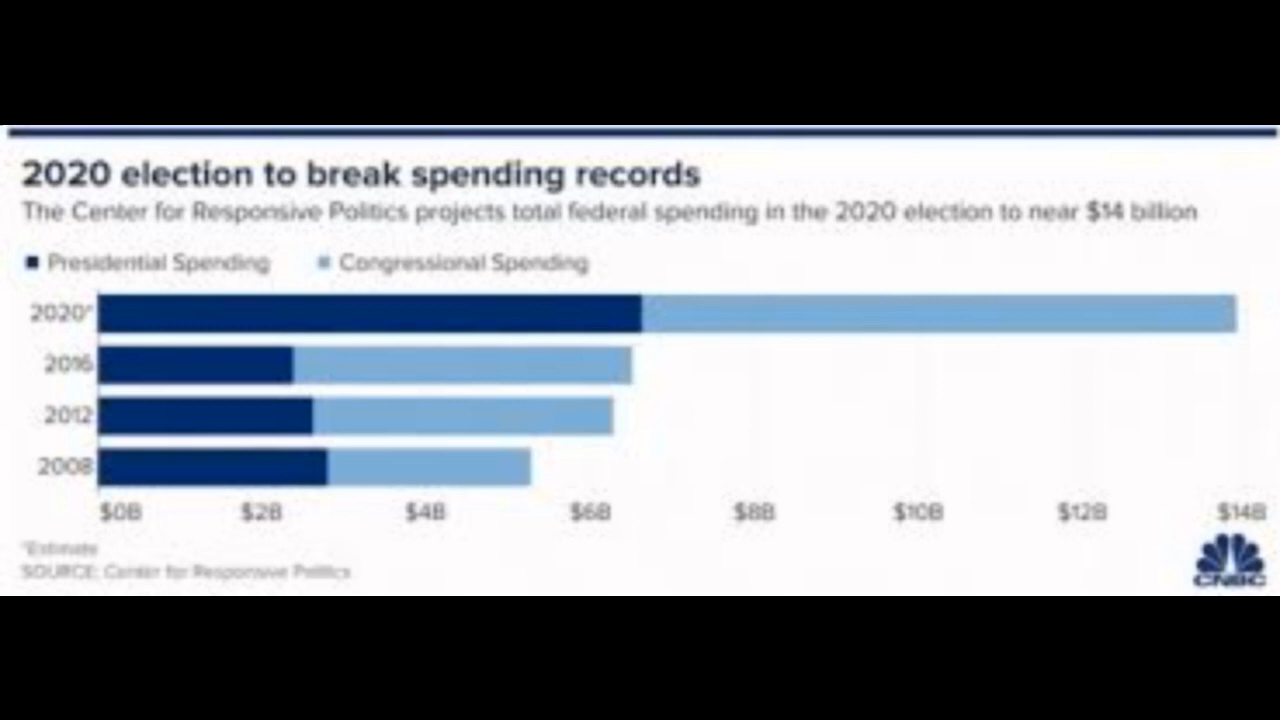 2020 election to break spending records
The Center for Responsive Politics projects total federal spending in the 2020 election to near $14 billion
Presidential Spending Congressional Spending
2020*
2016
2012
2008
$0B $2B $4B $6B $8B $10B $12B $14B
*Estimate
SOURCE: Center for Responsive Politics
CNBC